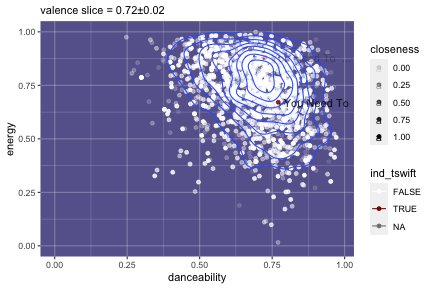 valence slice = 0.72±0.02
1.00
0.75
0.50
0.25
0.00
energy
To
You Need To
0.00
0.25
0.50
0.75
1.00
danceability
closeness
0.00
0.25
0.50
0.75
1.00
ind_tswift
FALSE
TRUE
NA